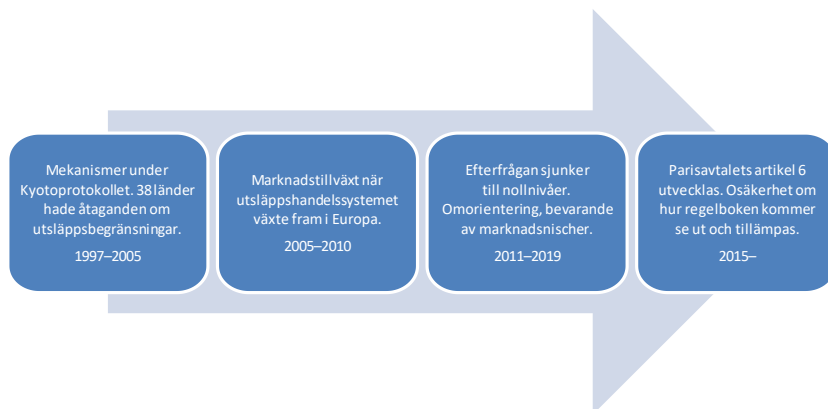 Mekanismer under
Kyotoprotokollet. 38 länder
hade åtaganden om
utsläppsbegränsningar.
1997–2005
Marknadstillväxt när
utsläppshandelssystemet
växte fram i Europa.
2005–2010
Efterfrågan sjunker
till nollnivåer.
Omorientering, bevarande
av marknadsnischer.
2011–2019
Parisavtalets artikel 6
utvecklas. Osäkerhet om
hur regelboken kommer
se ut och tillämpas.
2015–